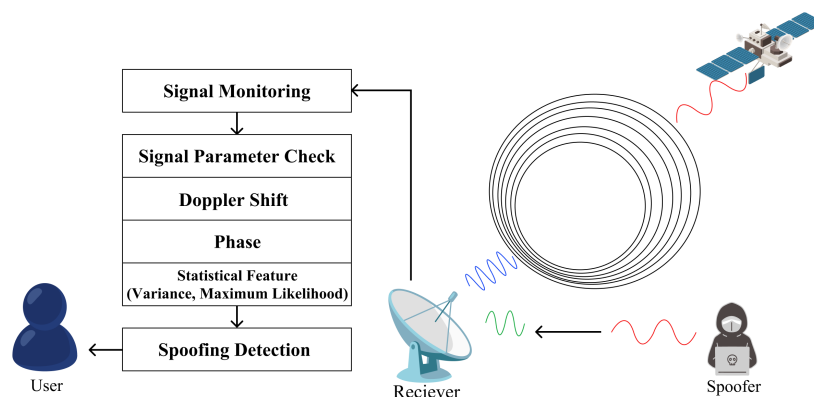 Signal Monitoring
Signal Parameter Check
Doppler Shift
Phase
Statistical Feature
(Variance, Maximum Likelihood)
Spoofing Detection
User
Reciever
Spoofer